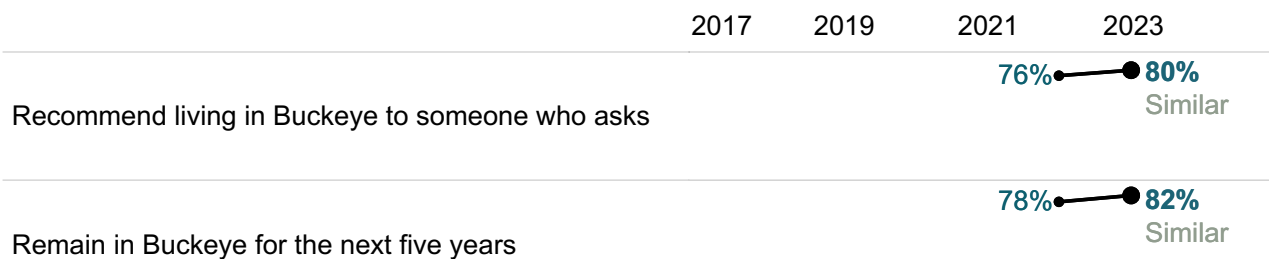 2017 2019 2021 2023
76% 80%
Similar
Recommend living in Buckeye to someone who asks
78% 82%
Similar
Remain in Buckeye for the next five years